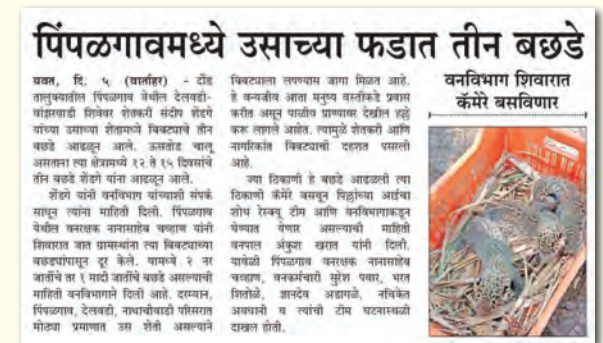 पिंपळगावमध्ये उसाच्या फडात तीन बछडे
यवत, दि. ५ (वार्ताहर) - दौंड
तालुक्यातील पिंपळगाव येथील देलवडी-
वांझरवाडी शिवेवर शेतकरी संदीप शेंडगे
यांच्या उसाच्या शेतामध्ये बिबट्याचे तीन
बछडे आढळून आले. ऊसतोड चालू
असताना त्या क्षेत्रामध्ये १२ ते १५ दिवसांचे
तीन बछडे शेंडगे यांना आढळून आले.
शेंडगे यांनी वनविभाग यांच्याशी संपर्क
साधून त्यांना माहिती दिली. पिंपळगाव
येथील वनरक्षक नानासाहेब चव्हाण यांनी
शिवारात जात ग्रामस्थांना त्या बिबट्याच्या
बछड्यांपासून दूर केले. यामध्ये २ नर
जातींचे तर १ मादी जातींचे बछडे असल्याची
माहिती वनविभागाने दिली आहे. दरम्यान,
पिंपळगाव, देलवडी, नाथाचीवाडी परिसरात
मोठ्या प्रमाणात उस शेती असल्याने
बिबट्याला लपण्यास जागा मिळत आहे.
हे वन्यजीव आता मनुष्य वस्तीकडे प्रवास
करीत असून पाळीव प्राण्यावर देखील हल्ले
करू लागले आहेत. त्यामुळे शेतकरी आणि
नागरिकांत बिबट्याची दहशत पसरली
आहे.
ज्या ठिकाणी हे बछडे आढळली त्या
ठिकाणी कॅमेरे बसवून पिल्लांच्या आईचा
शोध रेस्क्यू टीम आणि वनविभागाकडून
घेण्यात येणार असल्याची माहिती
वनपाल अंकुश खरात यांनी दिली.
यावेळी पिंपळगाव वनरक्षक नानासाहेब
चव्हाण, वनकर्मचारी सुरेश पवार, भरत
शितोळे, ज्ञानदेव अडागळे, नचिकेत
अवधानी व त्यांची टीम घटनास्थळी
दाखल होती.
वनविभाग शिवारात
कॅमेरे बसविणार